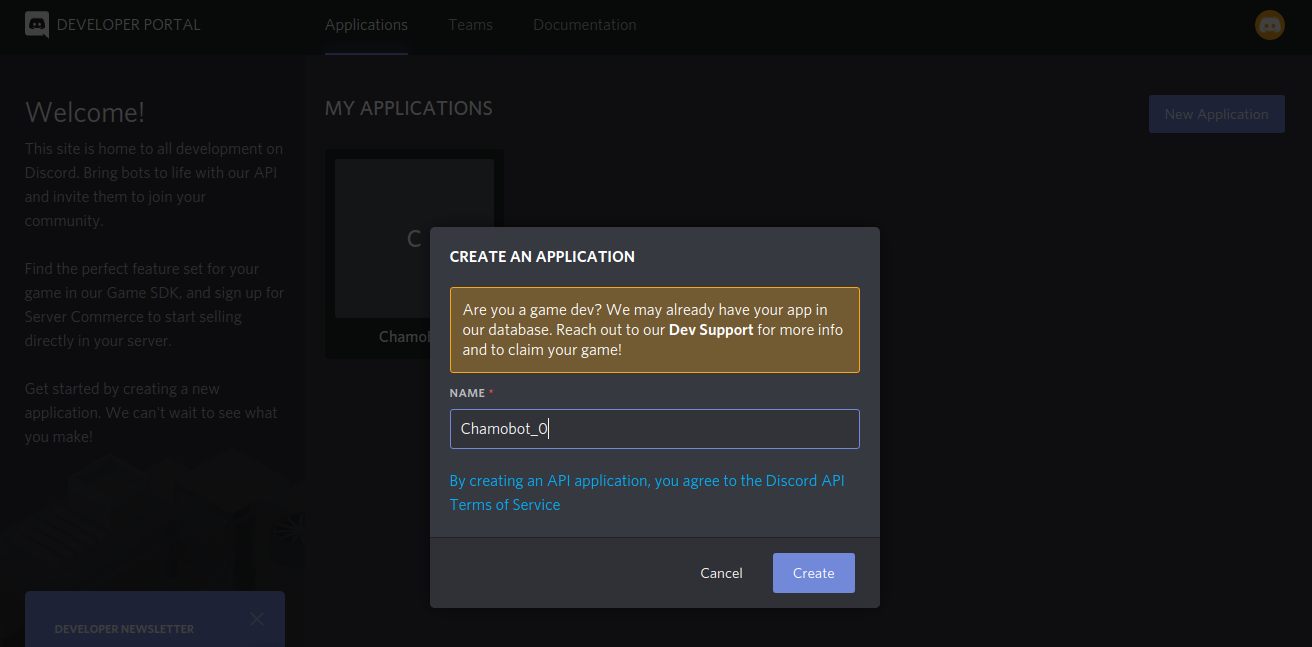 DEVELOPER PORTAL
Applications
Teams
Documentation
Welcome!
This site is home to all development on
Discord. Bring bots to life with our API
and invite them to join your
community.
Find the perfect feature set for your
game in our Game SDK, and sign up for
Server Commerce to start selling
directly in your server.
Get started by creating a new
application. We can't wait to see what
you make!
DEVELOPER NEWSLETTER
MY APPLICATIONS
New Application
C
CREATE AN APPLICATION
Are you a game dev? We may already have your app in
our database. Reach out to our Dev Support for more info
and to claim your game!
NAME *
Chamobot_0
By creating an API application, you agree to the Discord API
Terms of Service
Cancel
Create